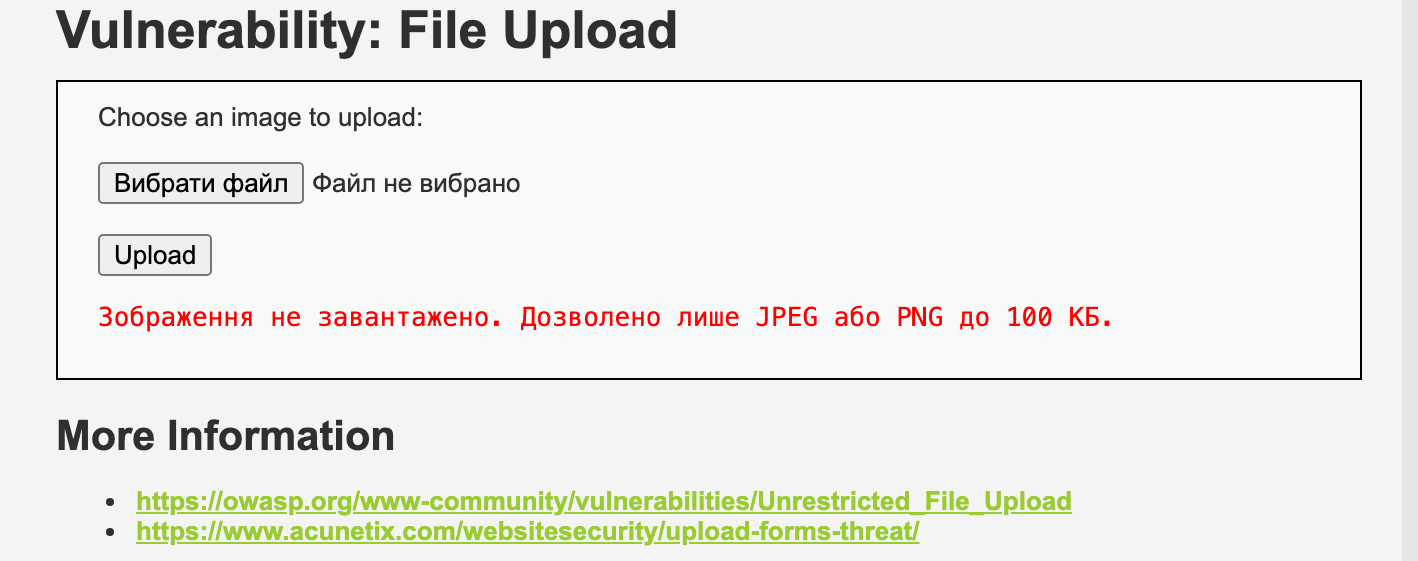 Vulnerability: File Upload
Choose an image to upload:
Вибрати файл Файл не вибрано
Upload
Зображення не завантажено. Дозволено лише JPEG або PNG до 100 КБ.
More Information
https://owasp.org/www-community/vulnerabilities/Unrestricted_File_Upload
https://www.acunetix.com/websitesecurity/upload-forms-threat/